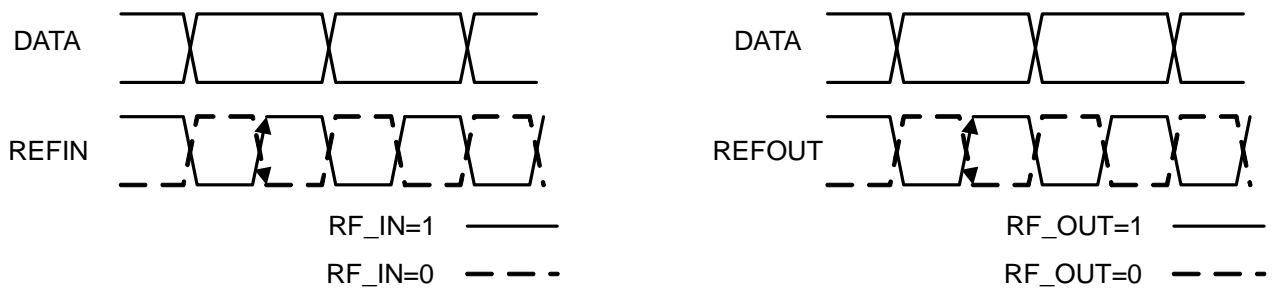 DATA
REFIN
RF_IN=1
RF_IN=0
DATA
REFOUT
RF_OUT=1
RF_OUT=0